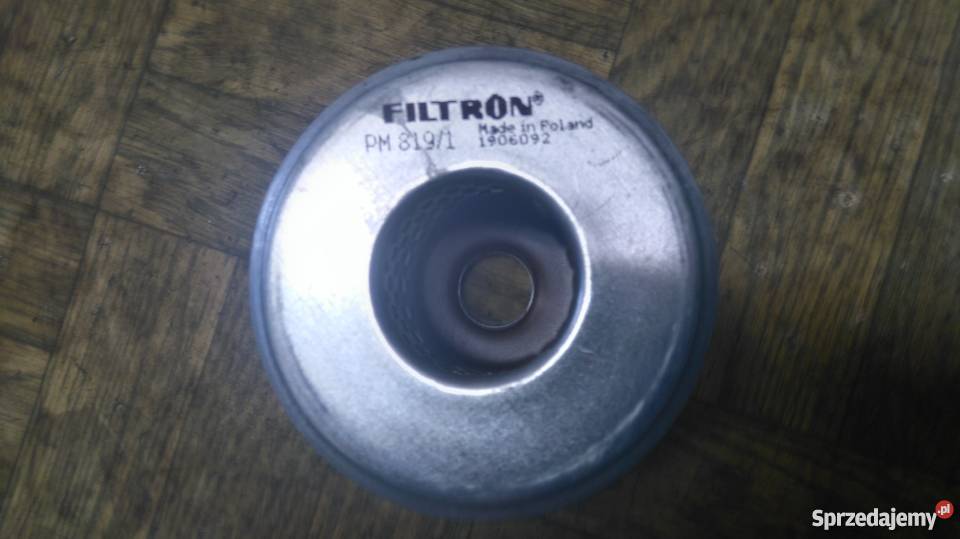 FILTRON
PM 819/1 Made in Poland
1906092
Sprzedajemy.pl